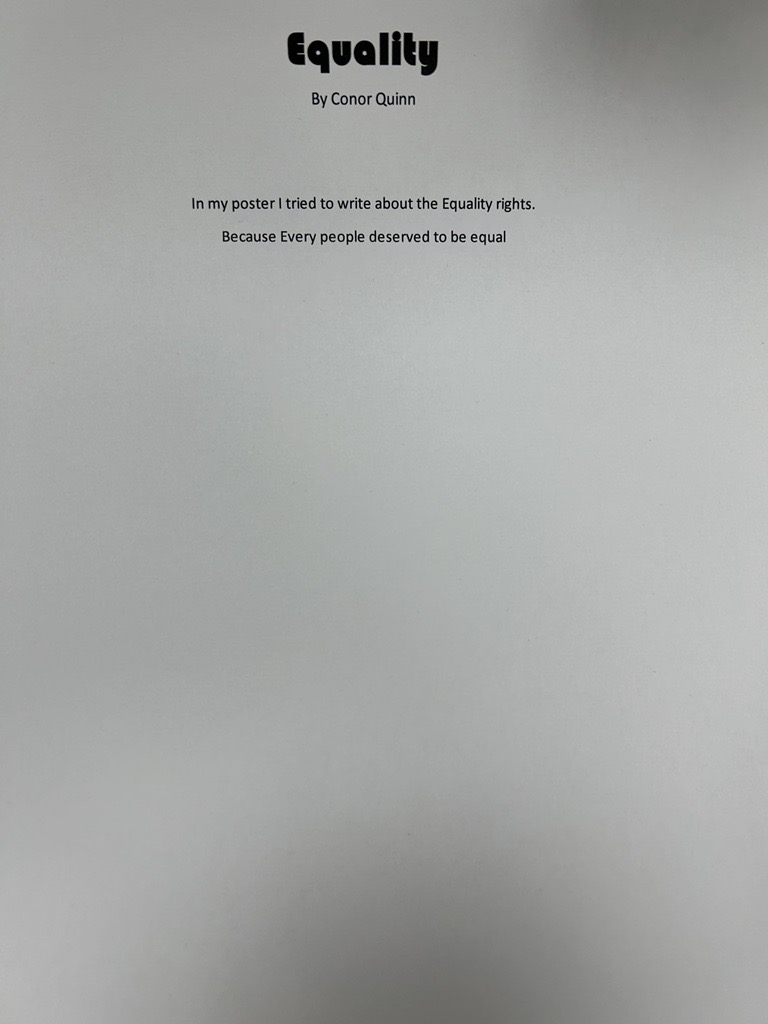 Equality
By Conor Quinn
In my poster I tried to write about the Equality rights.
Because Every people deserved to be equal